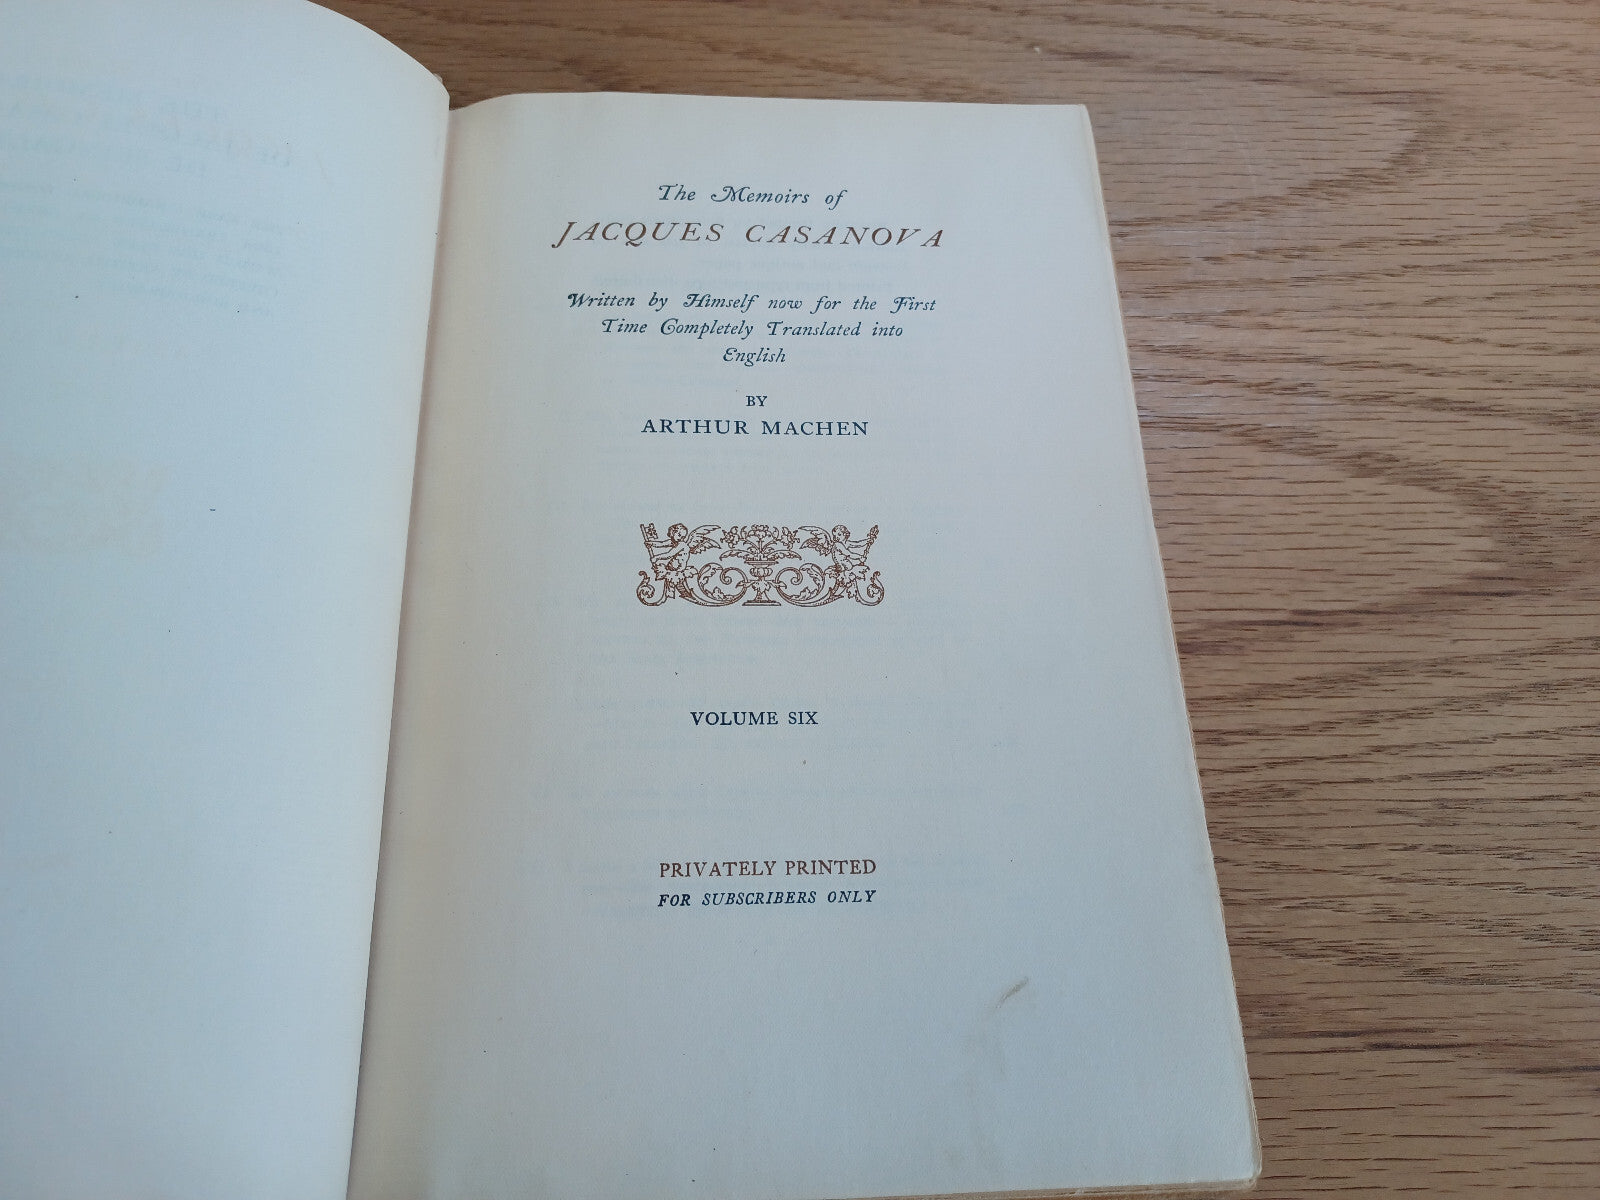 The Memoirs of
JACQUES CASANOVA
Written by Himself now for the First
Time Completely Translated into
English
BY
ARTHUR MACHEN
VOLUME SIX
PRIVATELY PRINTED
FOR SUBSCRIBERS ONLY